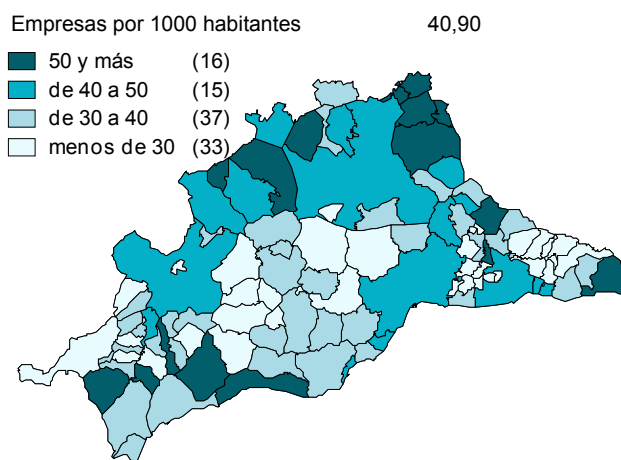 Empresas por 1000 habitantes 40,90
50 y más (16)
de 40 a 50 (15)
de 30 a 40 (37)
menos de 30 (33)